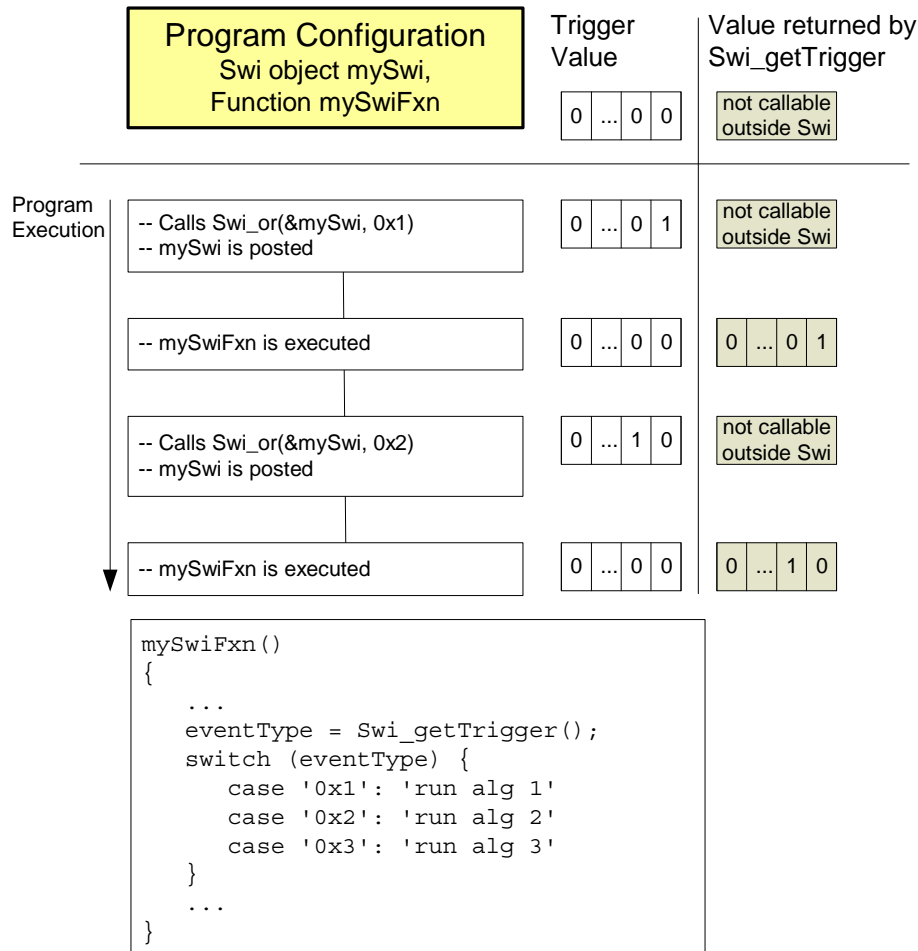 Program Configuration
Swi object mySwi,
Function mySwiFxn
Trigger
Value
Value returned by
Swi_getTrigger
0 ... 0 0
not callable
outside Swi
Program
Execution
-- Calls Swi_or(&mySwi, 0x1)
-- mySwi is posted
0 ... 0 1
not callable
outside Swi
-- mySwiFxn is executed
0 ... 0 0
0 ... 0 1
-- Calls Swi_or(&mySwi, 0x2)
-- mySwi is posted
0 ... 1 0
not callable
outside Swi
-- mySwiFxn is executed
0 ... 0 0
0 ... 1 0
mySwiFxn()
{
...
eventType = Swi_getTrigger();
switch (eventType) {
case '0x1': 'run alg 1'
case '0x2': 'run alg 2'
case '0x3': 'run alg 3'
}
...
}